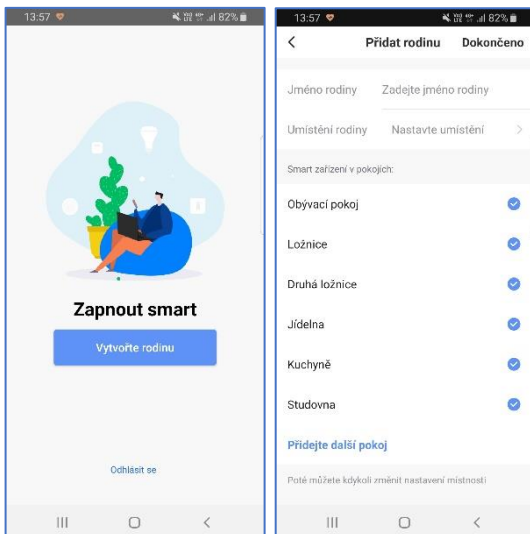 13:57
82%
Zapnout smart
Vytvořte rodinu
Odhlásit se
13:57
82%
Přidat rodinu Dokončeno
Jméno rodiny Zadejte jméno rodiny
Umístění rodiny Nastavte umístění
Smart zařízení v pokojích:
Obývací pokoj
Ložnice
Druhá ložnice
Jídelna
Kuchyně
Studovna
Přidejte další pokoj
Poté můžete kdykoli změnit nastavení místnosti